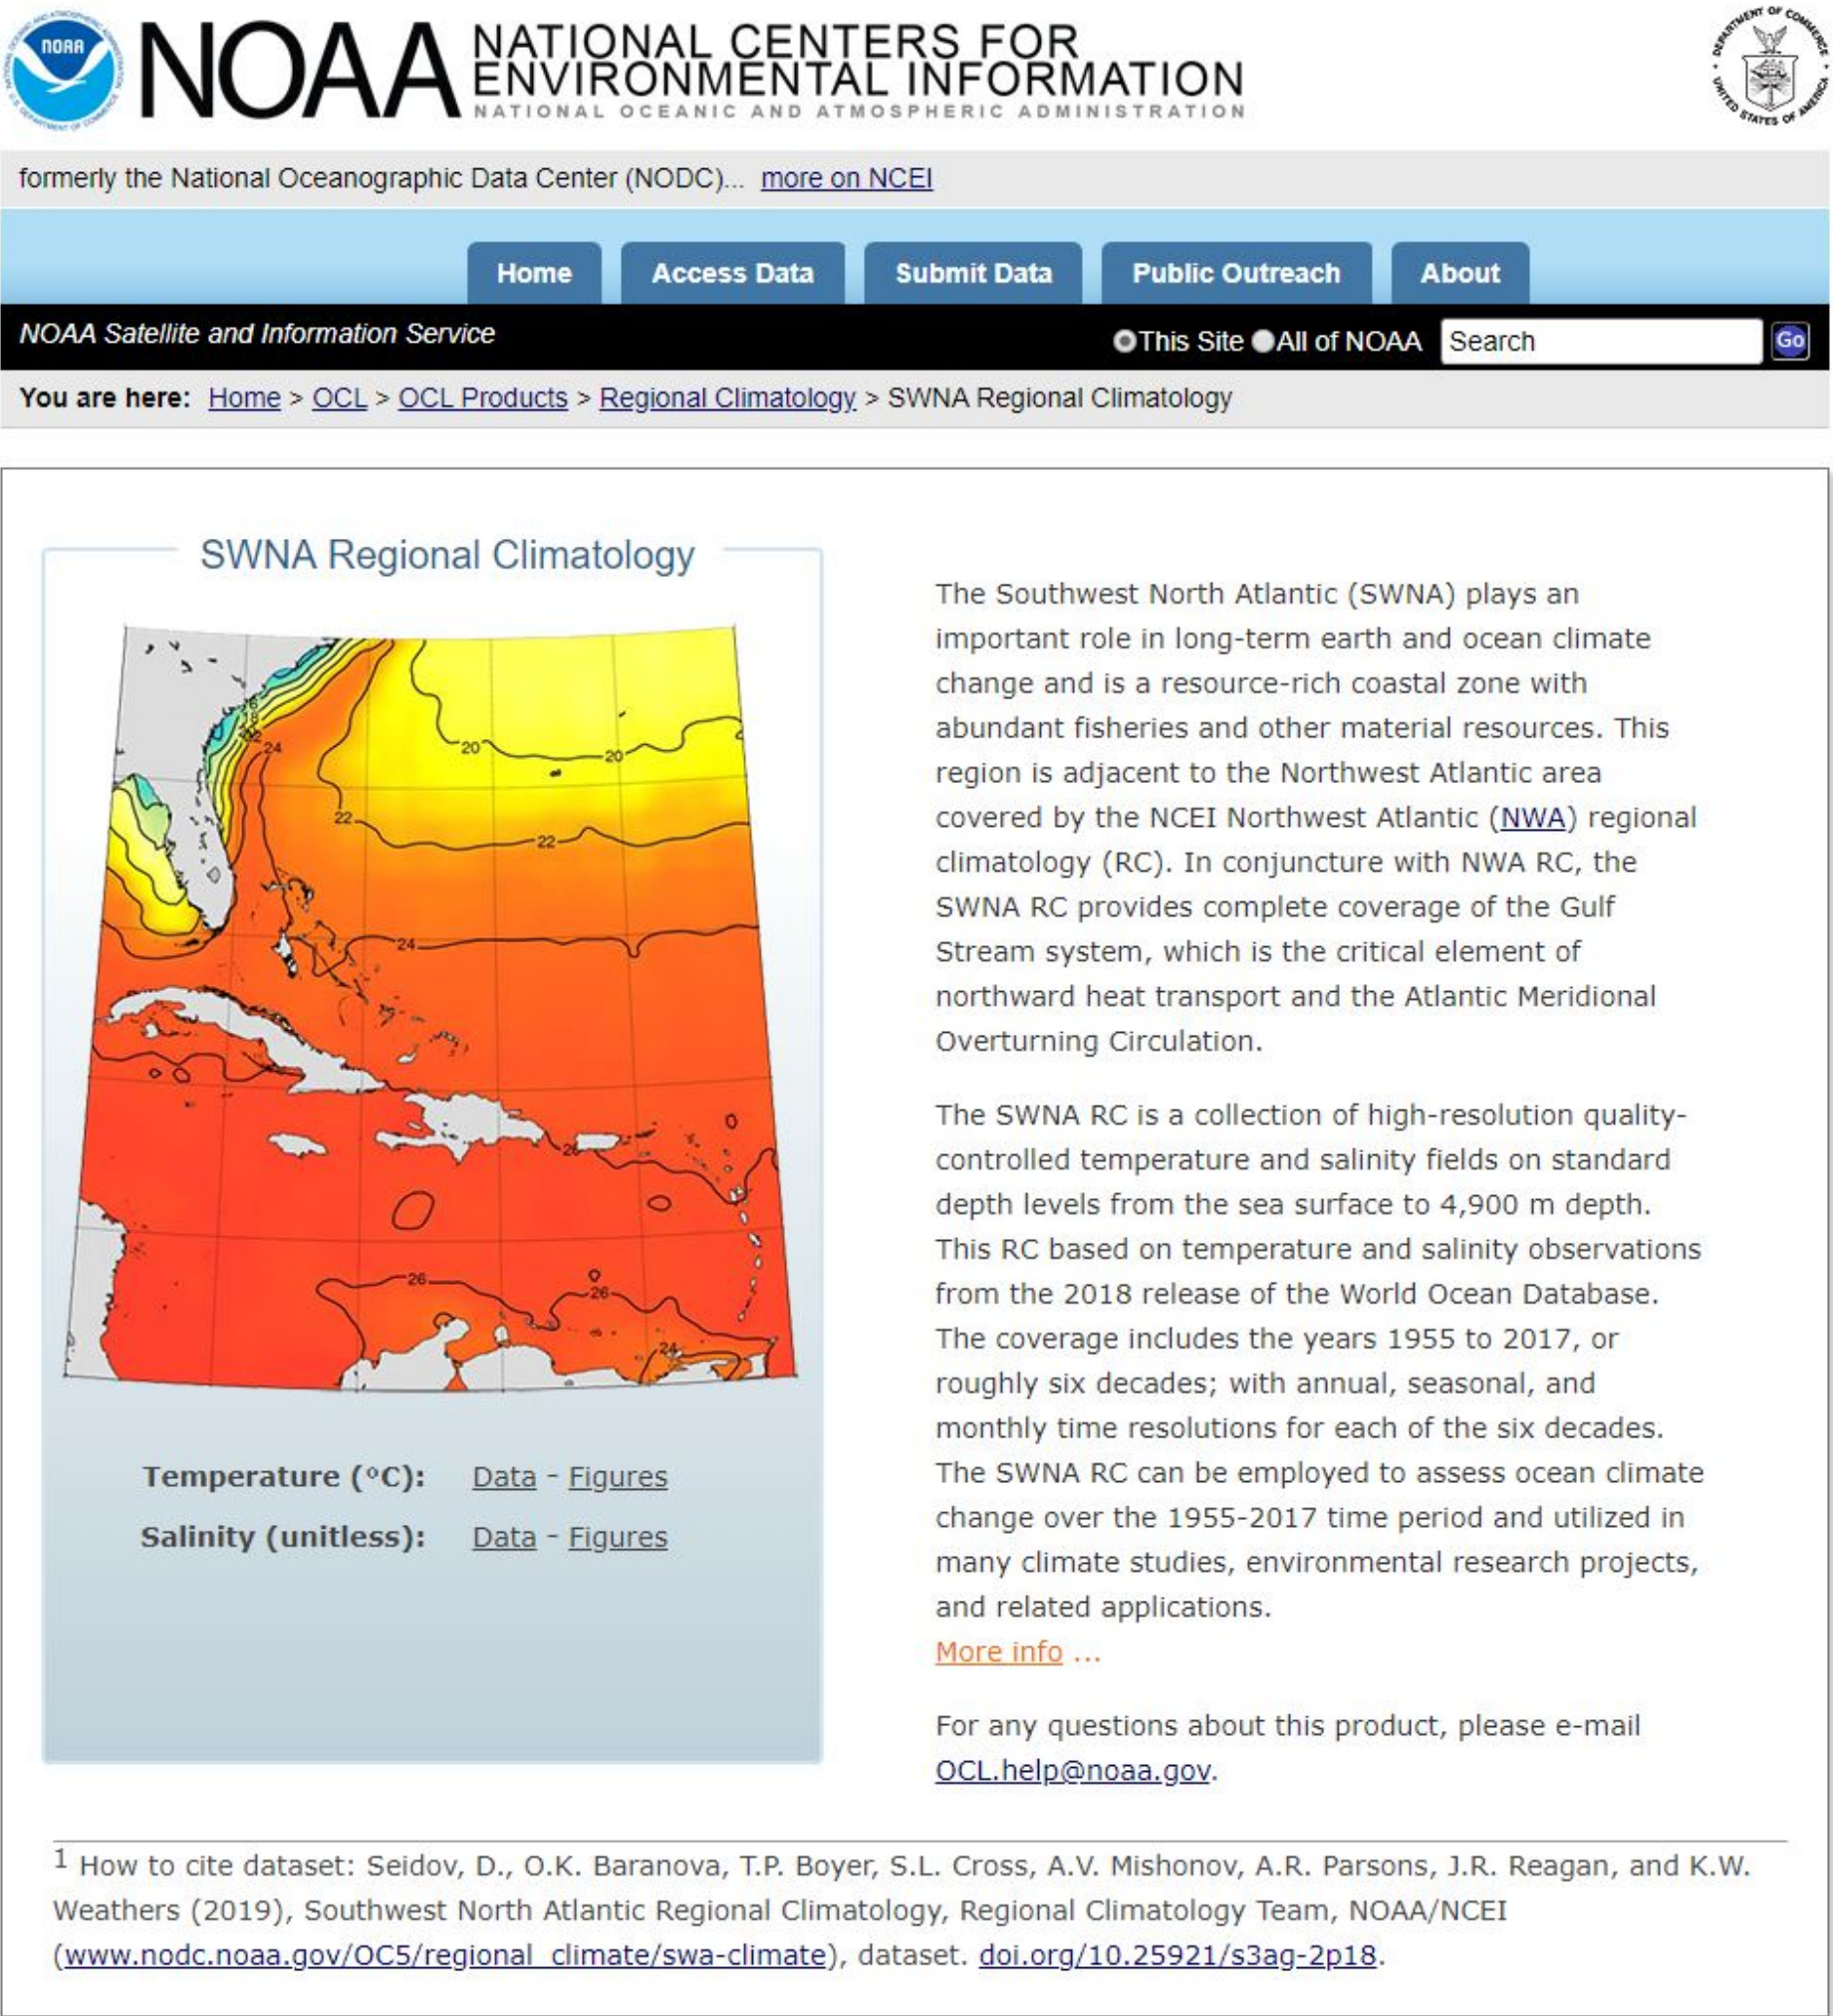 NOAA
NOAA
NATIONAL CENTERS FOR
ENVIRONMENTAL INFORMATION
NATIONAL OCEANIC AND ATMOSPHERIC ADMINISTRATION
DEPARTMENT OF COMMERCE
UNITED STATES OF AMERICA
formerly the National Oceanographic Data Center (NODC)... more on NCEI
Home Access Data Submit Data Public Outreach About
NOAA Satellite and Information Service This Site All of NOAA Search Go
You are here: Home > OCL > OCL Products > Regional Climatology > SWNA Regional Climatology
SWNA Regional Climatology
24
20
20
22
22
24
26
26
26
24
Temperature (°C): Data - Figures
Salinity (unitless): Data - Figures
The Southwest North Atlantic (SWNA) plays an
important role in long-term earth and ocean climate
change and is a resource-rich coastal zone with
abundant fisheries and other material resources. This
region is adjacent to the Northwest Atlantic area
covered by the NCEI Northwest Atlantic (NWA) regional
climatology (RC). In conjuncture with NWA RC, the
SWNA RC provides complete coverage of the Gulf
Stream system, which is the critical element of
northward heat transport and the Atlantic Meridional
Overturning Circulation.
The SWNA RC is a collection of high-resolution quality-
controlled temperature and salinity fields on standard
depth levels from the sea surface to 4,900 m depth.
This RC based on temperature and salinity observations
from the 2018 release of the World Ocean Database.
The coverage includes the years 1955 to 2017, or
roughly six decades; with annual, seasonal, and
monthly time resolutions for each of the six decades.
The SWNA RC can be employed to assess ocean climate
change over the 1955-2017 time period and utilized in
many climate studies, environmental research projects,
and related applications.
More info ...
For any questions about this product, please e-mail
OCL.help@noaa.gov.
1 How to cite dataset: Seidov, D., O.K. Baranova, T.P. Boyer, S.L. Cross, A.V. Mishonov, A.R. Parsons, J.R. Reagan, and K.W.
Weathers (2019), Southwest North Atlantic Regional Climatology, Regional Climatology Team, NOAA/NCEI
(www.nodc.noaa.gov/OC5/regional_climate/swa-climate), dataset. doi.org/10.25921/s3ag-2p18.